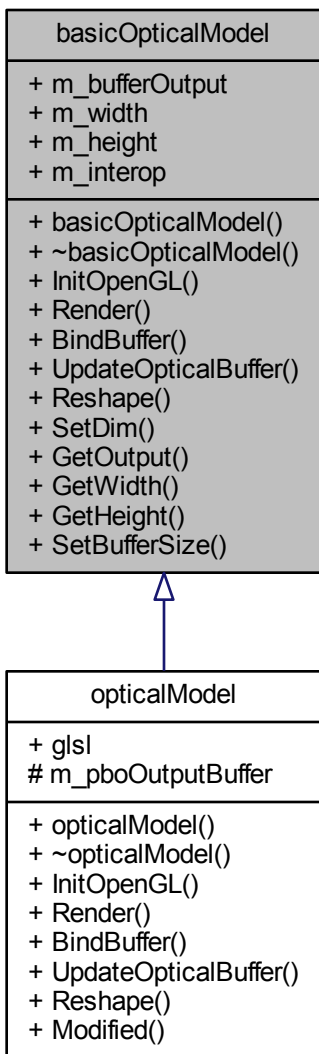 basicOpticalModel
+ m_bufferOutput
+ m_width
+ m_height
+ m_interop
+ basicOpticalModel()
+ ~basicOpticalModel()
+ InitOpenGL()
+ Render()
+ BindBuffer()
+ UpdateOpticalBuffer()
+ Reshape()
+ SetDim()
+ GetOutput()
+ GetWidth()
+ GetHeight()
+ SetBufferSize()
opticalModel
+ glsl
# m_pboOutputBuffer
+ opticalModel()
+ ~opticalModel()
+ InitOpenGL()
+ Render()
+ BindBuffer()
+ UpdateOpticalBuffer()
+ Reshape()
+ Modified()